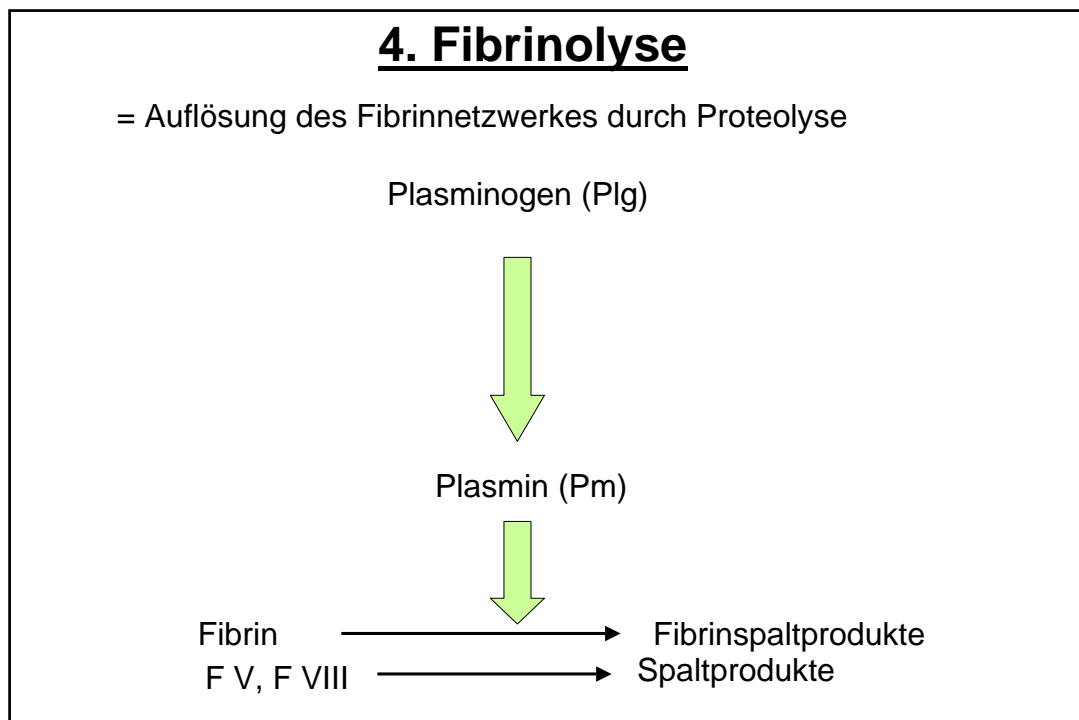 4. Fibrinolyse
= Auflösung des Fibrinnetzwerkes durch Proteolyse
Plasminogen (Plg)
Plasmin (Pm)
Fibrin Fibrinspaltprodukte
F V, F VIII Spaltprodukte